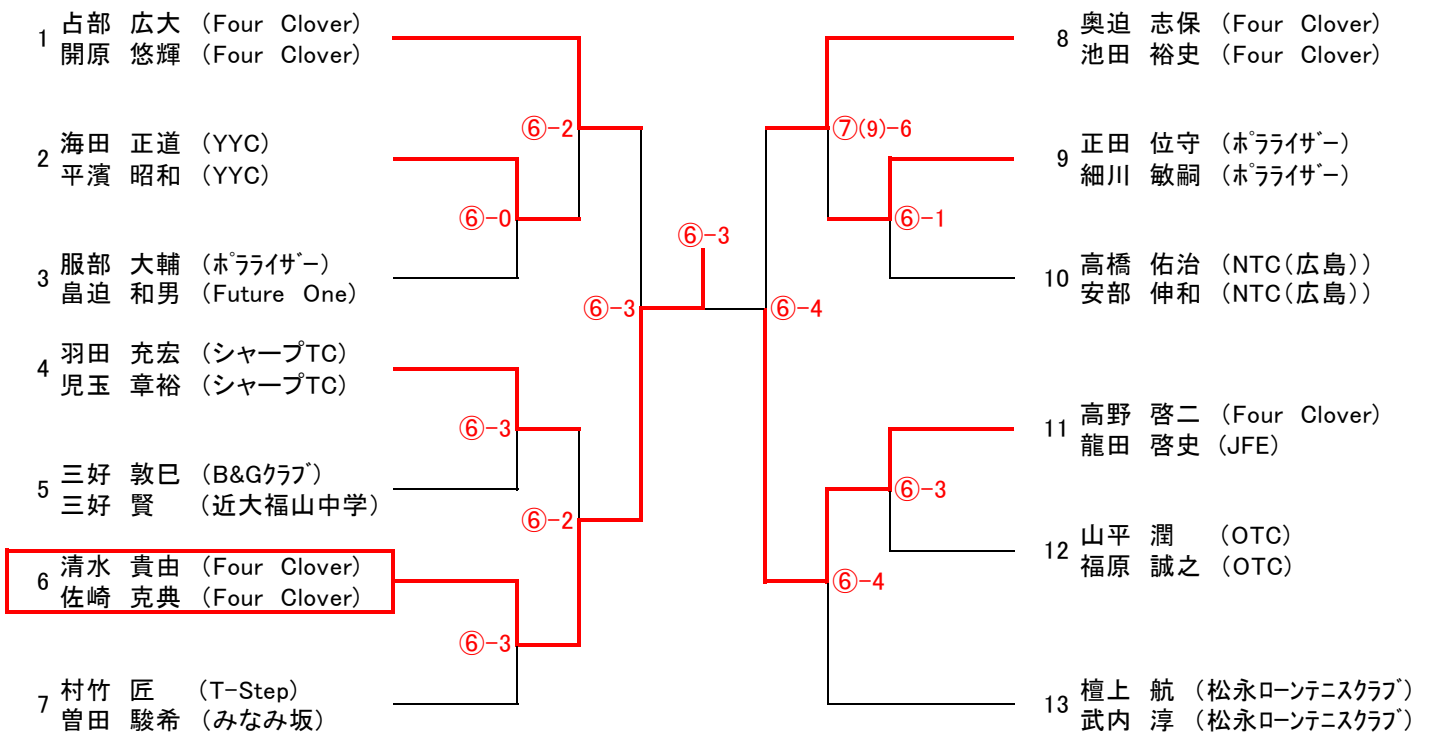 1
占部 広大 (Four Clover)
開原 悠輝 (Four Clover)
2
海田 正道 (YYC)
平濱 昭和 (YYC)
3
服部 大輔 (ﾎﾟﾗﾗｲｻﾞｰ)
畠迫 和男 (Future One)
4
羽田 充宏 (シャープTC)
児玉 章裕 (シャープTC)
5
三好 敦巳 (B&Gｸﾗﾌﾞ)
三好 賢 (近大福山中学)
6
清水 貴由 (Four Clover)
佐崎 克典 (Four Clover)
7
村竹 匠 (T-Step)
曽田 駿希 (みなみ坂)
⑥-2
⑥-0
⑥-3
⑥-3
⑥-2
⑥-3
⑥-3
⑦(9)-6
⑥-1
⑥-4
⑥-3
⑥-4
8
奥迫 志保 (Four Clover)
池田 裕史 (Four Clover)
9
正田 位守 (ﾎﾟﾗﾗｲｻﾞｰ)
細川 敏嗣 (ﾎﾟﾗﾗｲｻﾞｰ)
10
高橋 佑治 (NTC(広島))
安部 伸和 (NTC(広島))
11
高野 啓二 (Four Clover)
龍田 啓史 (JFE)
12
山平 潤 (OTC)
福原 誠之 (OTC)
13
檀上 航 (松永ﾛｰﾝﾃﾆｽｸﾗﾌﾞ)
武内 淳 (松永ﾛｰﾝﾃﾆｽｸﾗﾌﾞ)